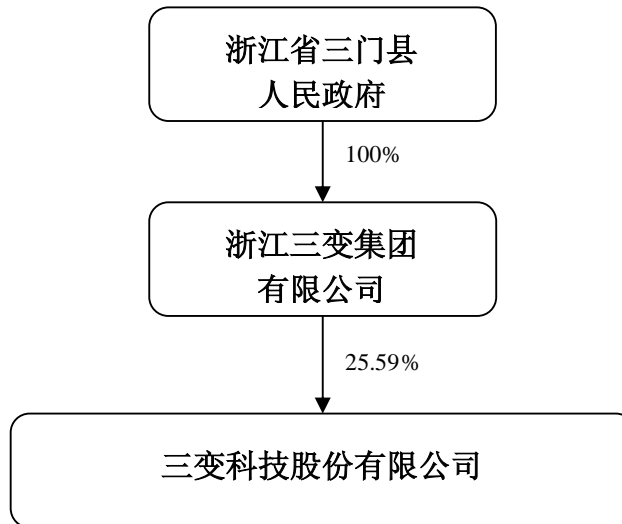 浙江省三门县
人民政府
100%
浙江三变集团
有限公司
25.59%
三变科技股份有限公司